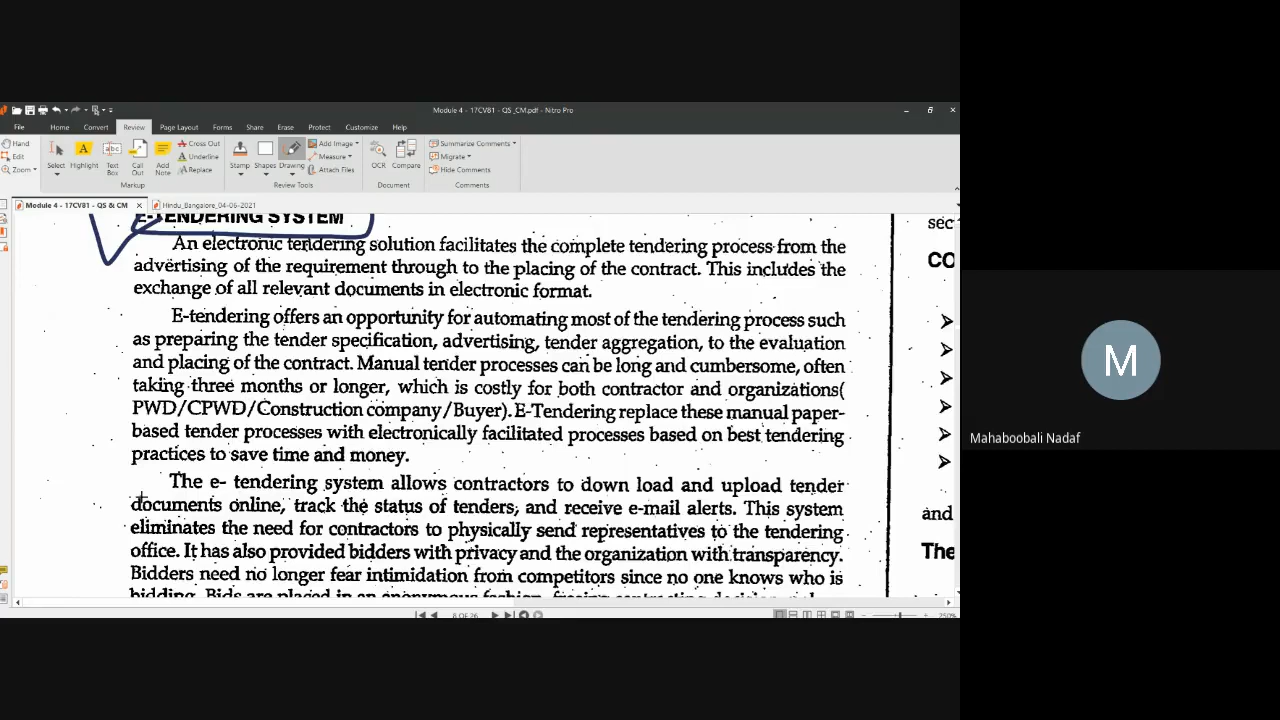 Module 4 - 17CV81 - QS _CM.pdf - Nitro Pro
File Home Convert Review Page Layout Forms Share Erase Protect Customize Help
Hand
Edit
Zoom
Select Highlight Text Box Call Out Add Note
Cross Out
Underline
Replace
Markup
Stamp Shapes Drawing
Add Image
Measure
Attach Files
Review Tools
OCR Compare
Document
Summarize Comments
Migrate
Hide Comments
Comments
Module 4 - 17CV81 - QS & CM × Hindu_Bangalore_04-06-2021
E-TENDERING SYSTEM
An electronic tendering solution facilitates the complete tendering process from the
advertising of the requirement through to the placing of the contract. This includes the
exchange of all relevant documents in electronic format.
E-tendering offers an opportunity for automating most of the tendering process such
as preparing the tender specification, advertising, tender aggregation, to the evaluation
and placing of the contract. Manual tender processes can be long and cumbersome, often
taking three months or longer, which is costly for both contractor and organizations(
PWD/CPWD/Construction company/Buyer). E-Tendering replace these manual paper-
based tender processes with electronically facilitated processes based on best tendering
practices to save time and money.
The e- tendering system allows contractors to down load and upload tender
documents online, track the status of tenders, and receive e-mail alerts. This system
eliminates the need for contractors to physically send representatives to the tendering
office. It has also provided bidders with privacy and the organization with transparency.
Bidders need no longer fear intimidation from competitors since no one knows who is
bidding. Bids are placed in an anonymous fashion,
sec
CO
and
The
8 OF 26
250%
M
Mahaboobali Nadaf